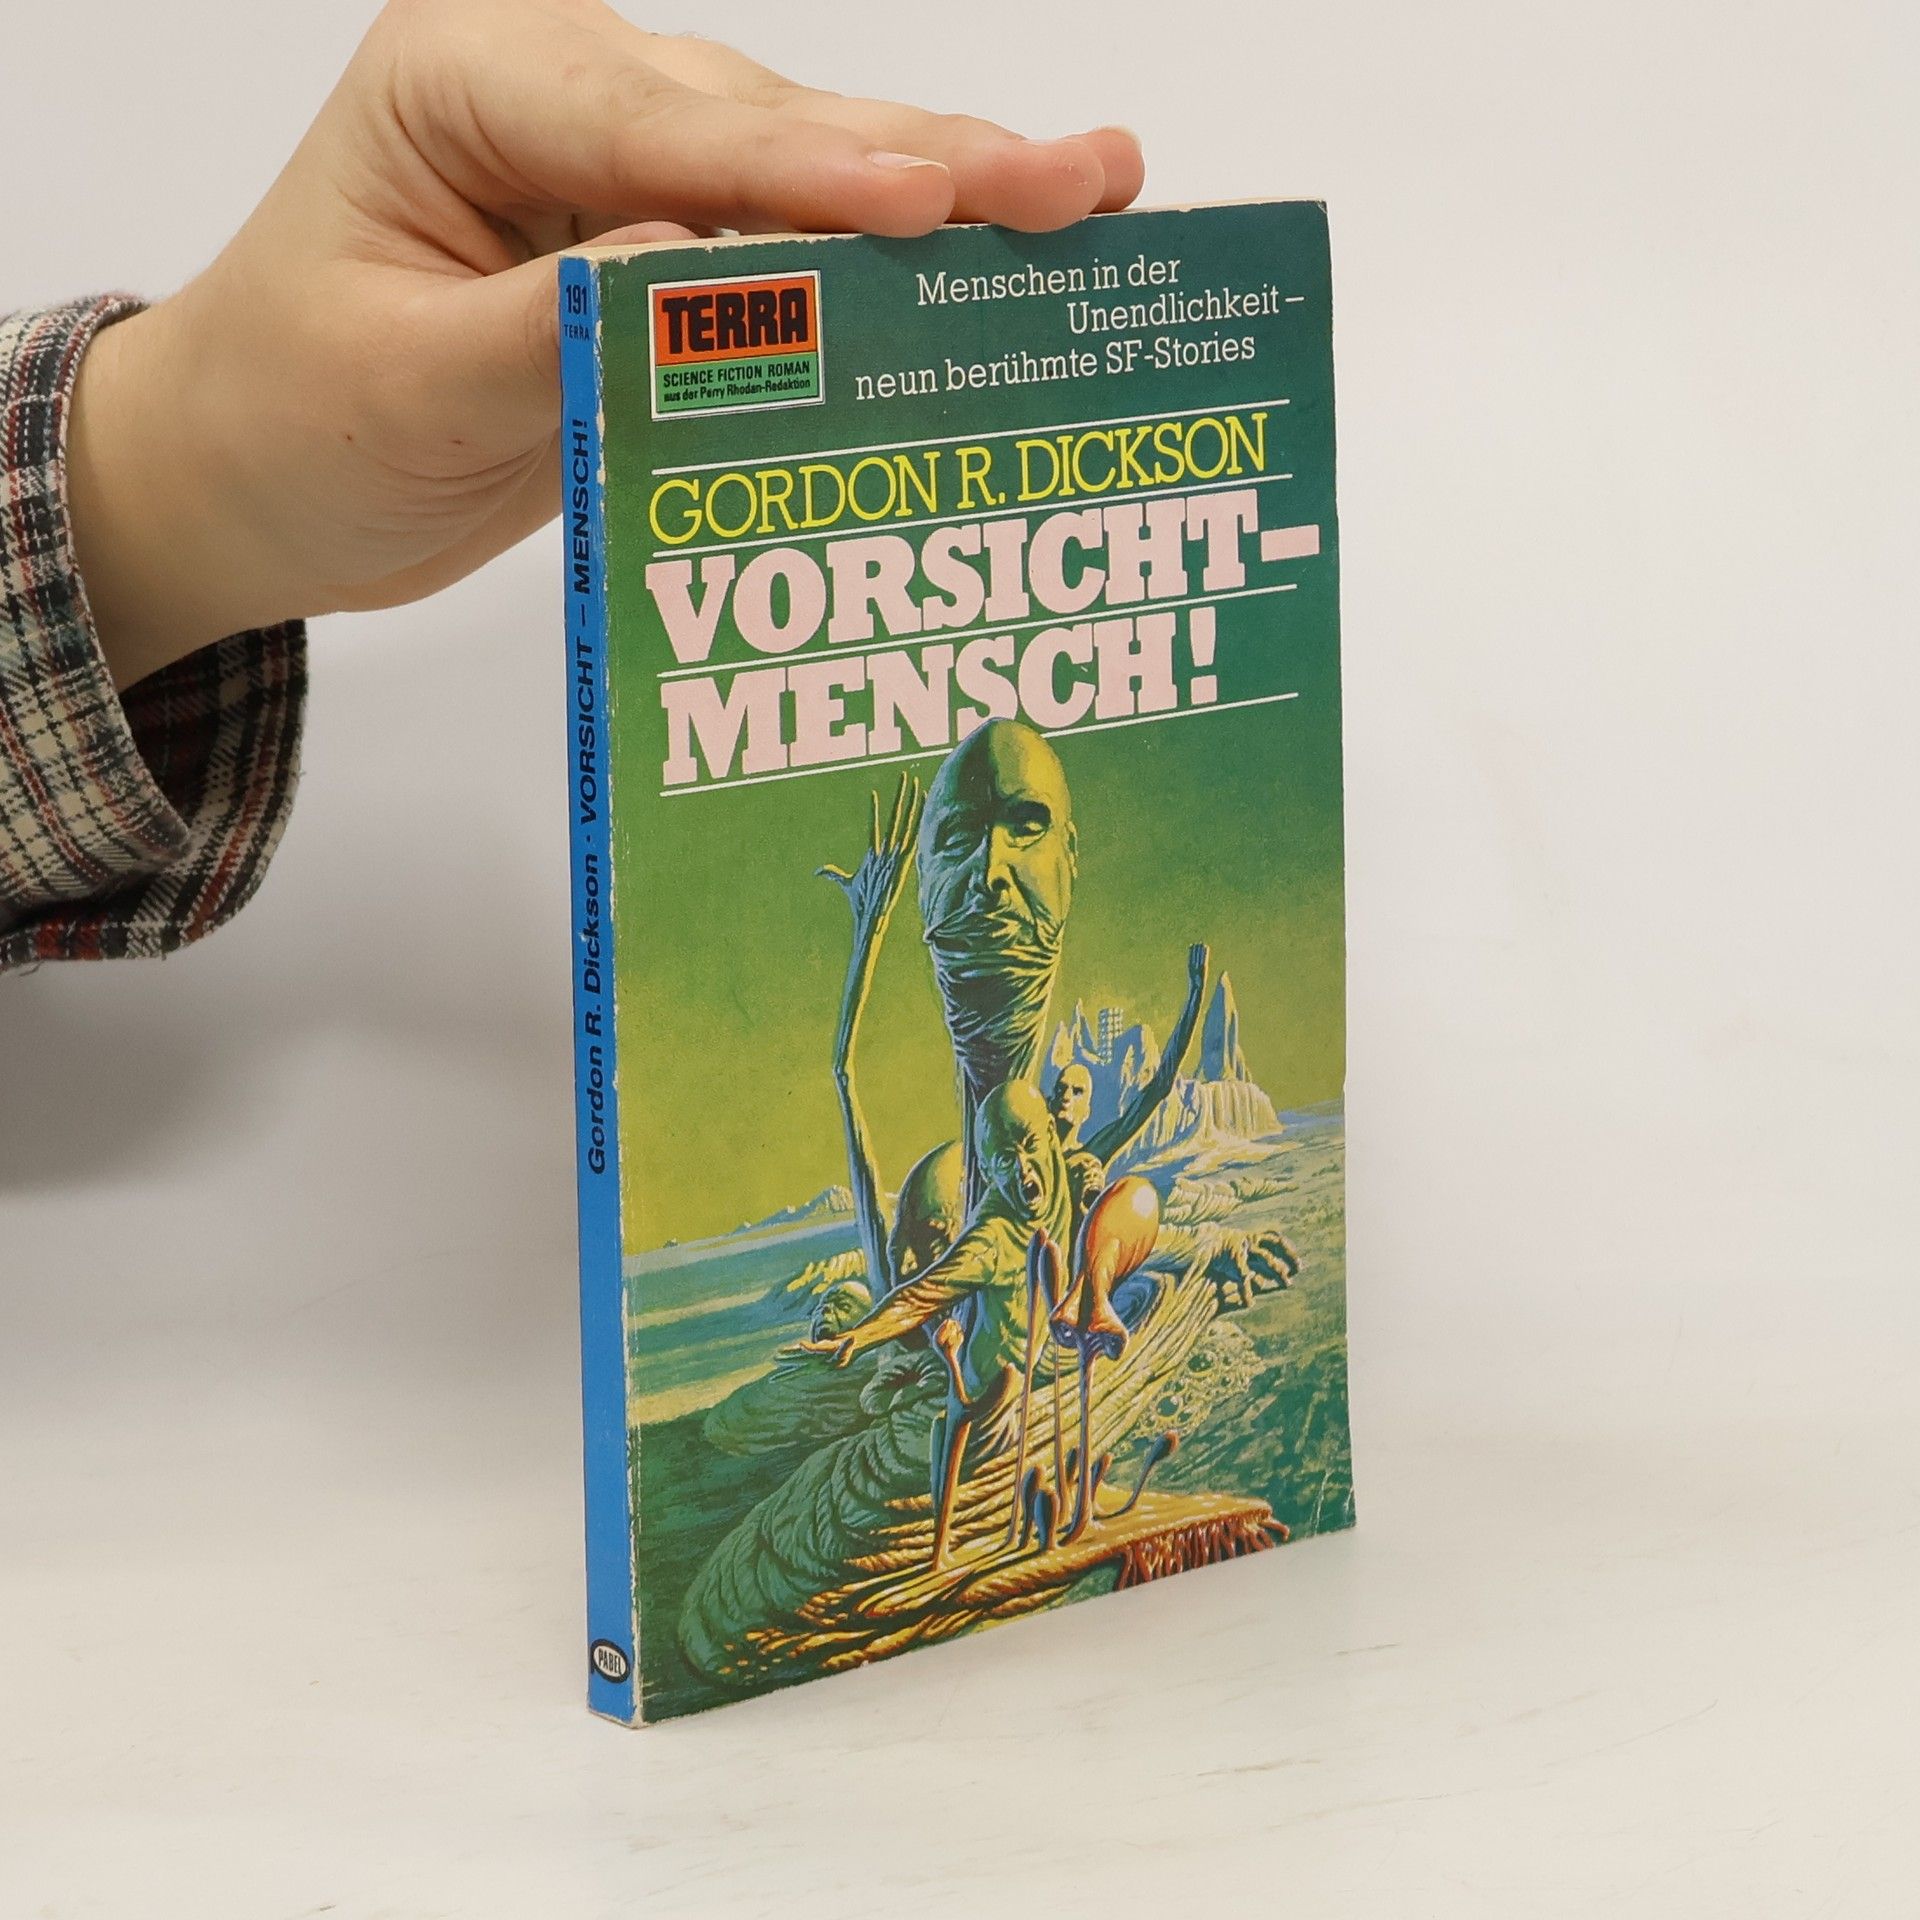 191
TERRA
Gordon R. Dickson · VORSICHT – MENSCH!
PABEL
TERRA
SCIENCE FICTION ROMAN
aus der Perry Rhodan-Redaktion
Menschen in der
Unendlichkeit –
neun berühmte SF-Stories
GORDON R. DICKSON
VORSICHT–
MENSCH!